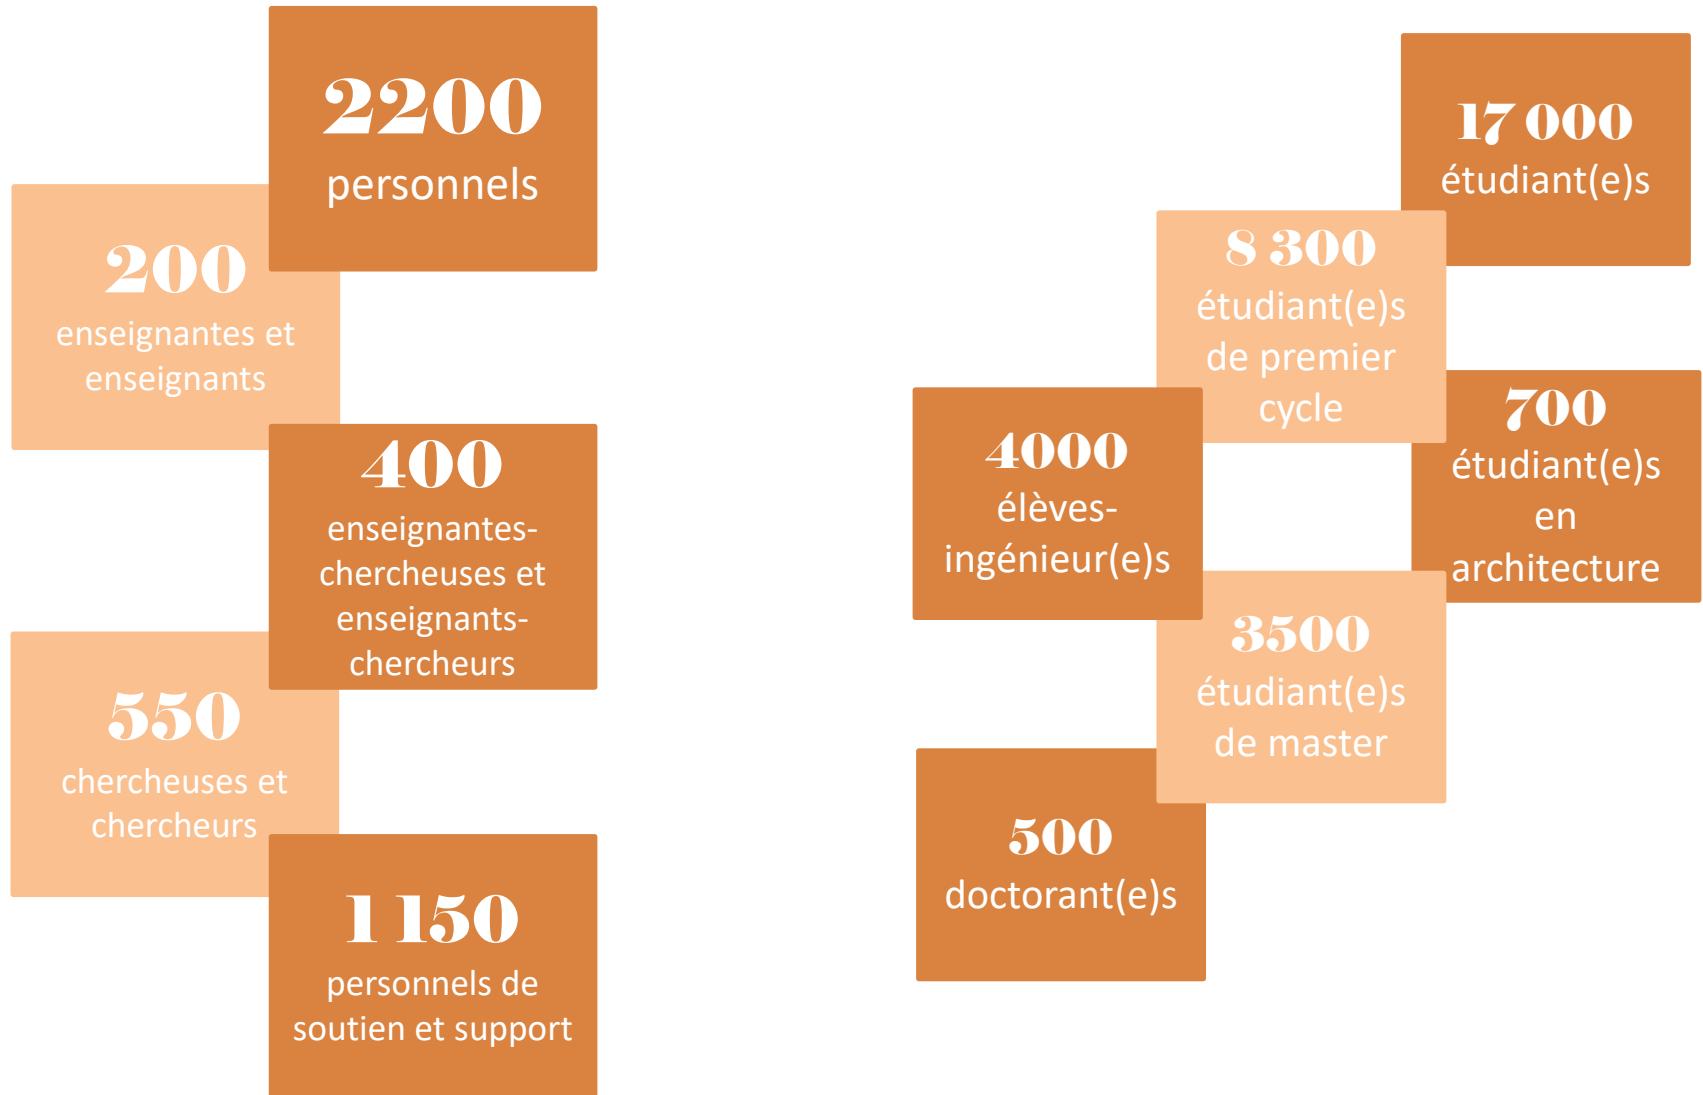 2200
personnels
200
enseignantes et
enseignants
400
enseignantes-
chercheuses et
enseignants-
chercheurs
550
chercheuses et
chercheurs
1 150
personnels de
soutien et support
17 000
étudiant(e)s
8 300
étudiant(e)s
de premier
cycle
700
étudiant(e)s
en
architecture
4000
élèves-
ingénieur(e)s
3500
étudiant(e)s
de master
500
doctorant(e)s